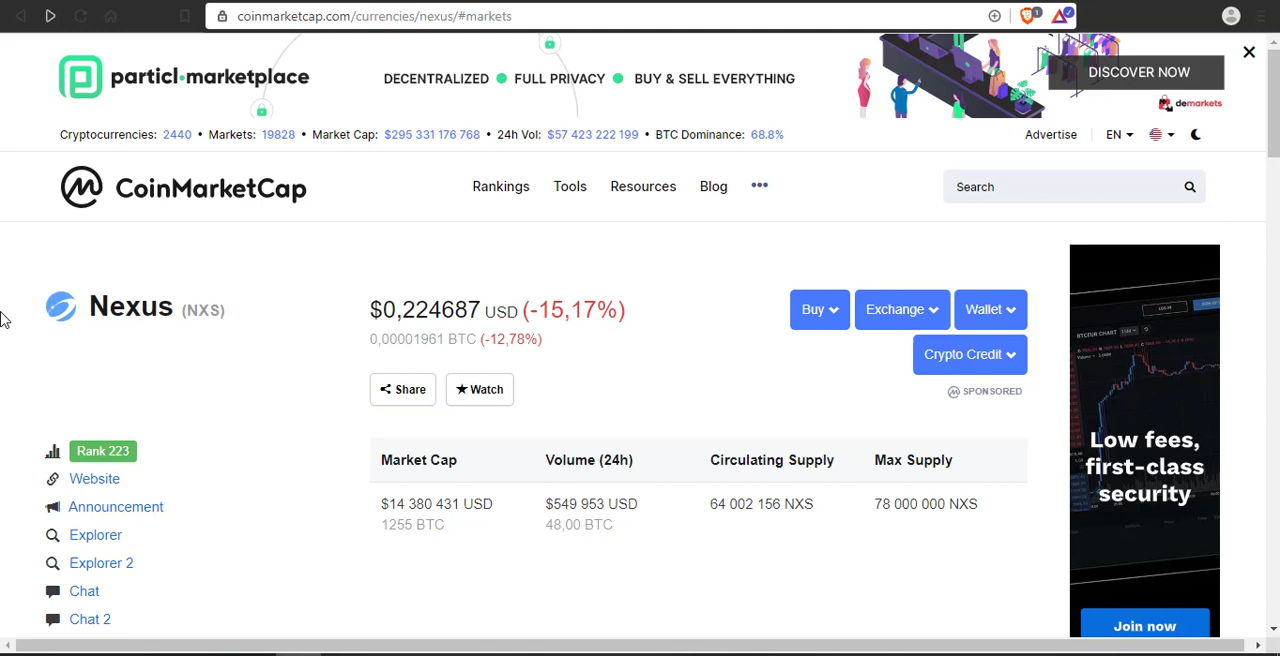 coinmarketcap.com/currencies/nexus/#markets
particl·marketplace
DECENTRALIZED ● FULL PRIVACY ● BUY & SELL EVERYTHING
DISCOVER NOW
demarkets
Cryptocurrencies: 2440 • Markets: 19828 • Market Cap: $295 331 176 768 • 24h Vol: $57 423 222 199 • BTC Dominance: 68.8%
Advertise
EN
CoinMarketCap
Rankings
Tools
Resources
Blog
•••
Search
Nexus (NXS)
$0,224687 USD (-15,17%)
0,00001961 BTC (-12,78%)
Share
Watch
Buy
Exchange
Wallet
Crypto Credit
SPONSORED
Rank 223
Website
Announcement
Explorer
Explorer 2
Chat
Chat 2
Market Cap Volume (24h) Circulating Supply Max Supply
$14 380 431 USD $549 953 USD 64 002 156 NXS 78 000 000 NXS
1255 BTC 48,00 BTC
Low fees,
first-class
security
Join now